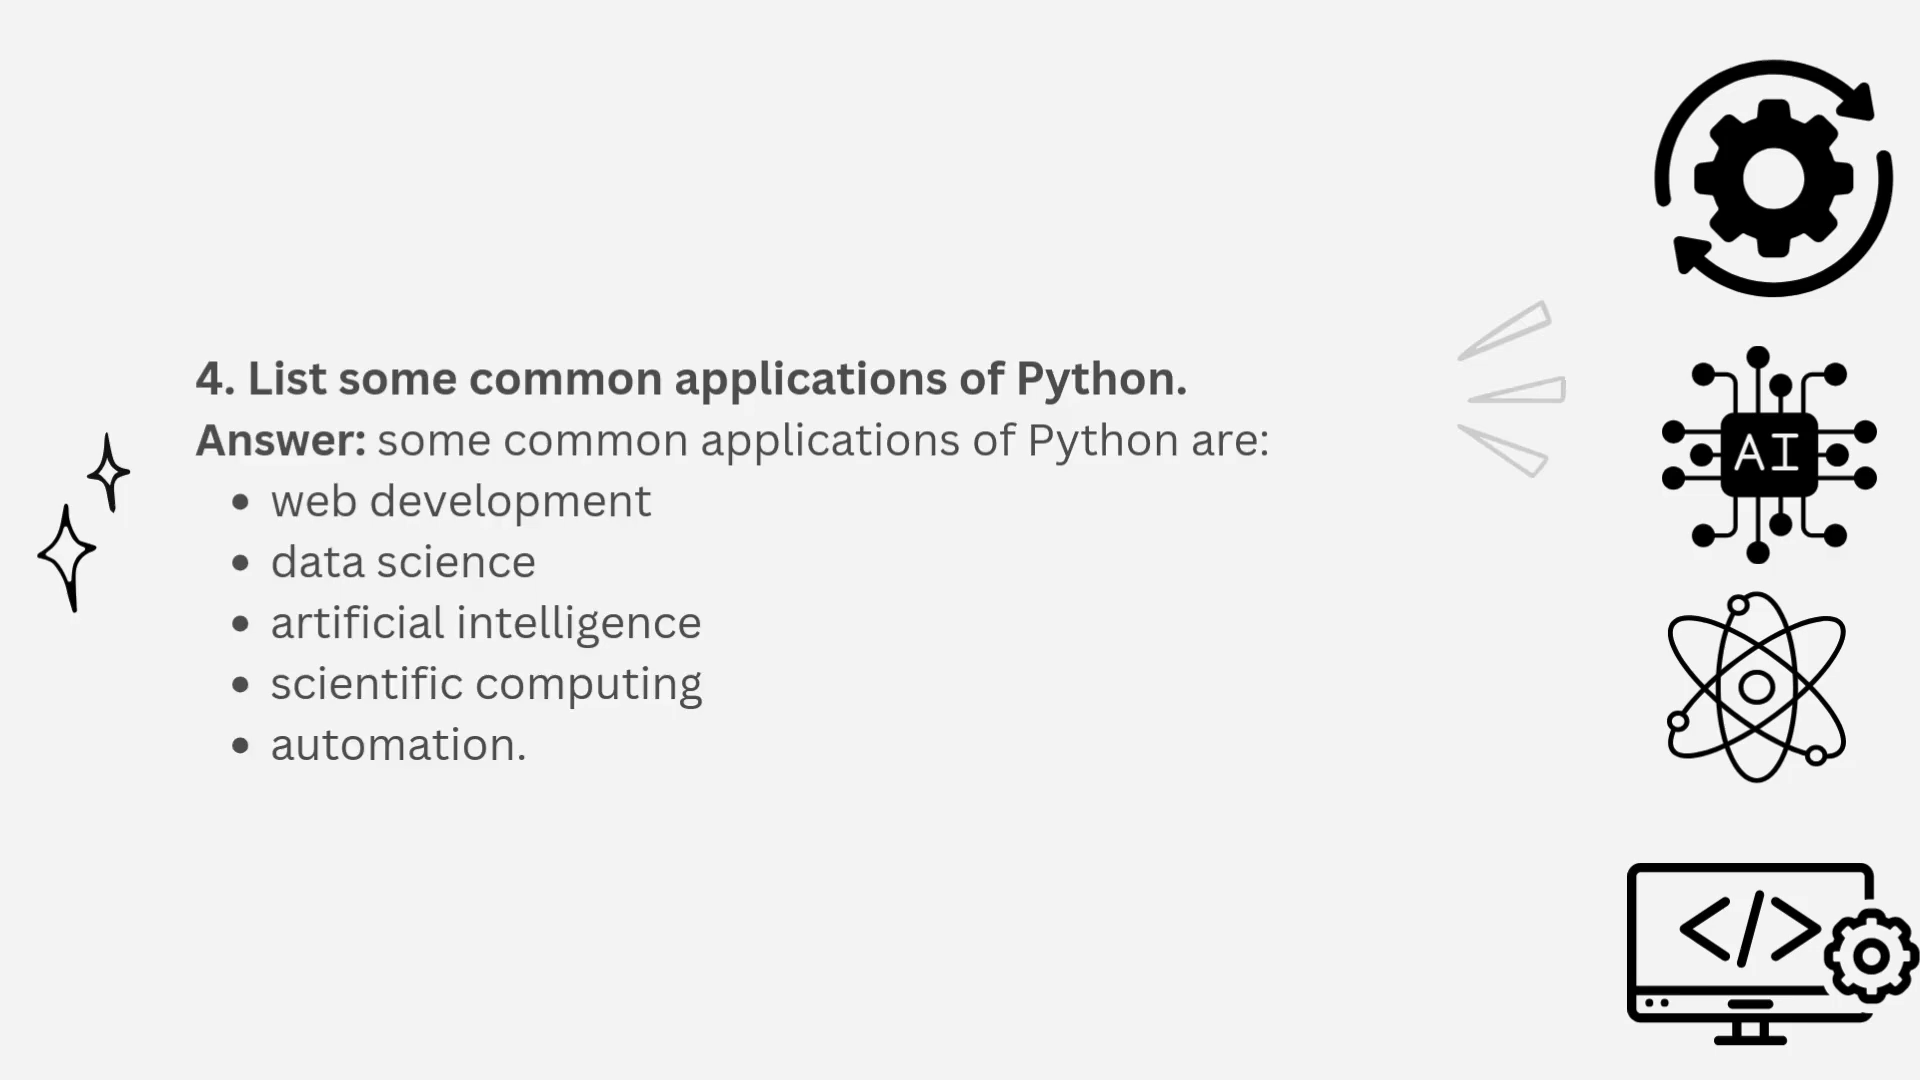 4. List some common applications of Python.
Answer: some common applications of Python are:
• web development
• data science
• artificial intelligence
• scientific computing
• automation.
AI
</>